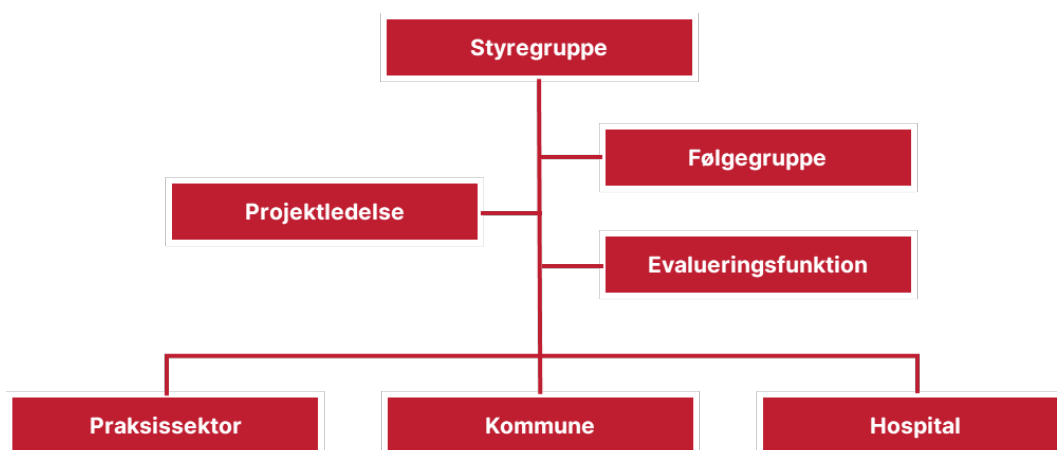 Styregruppe
Følgegruppe
Projektledelse
Evalueringsfunktion
Praksissektor
Kommune
Hospital